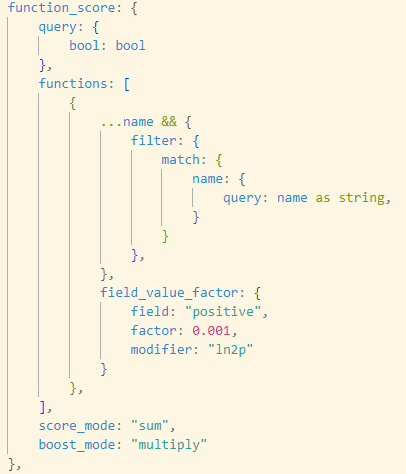 function_score: {
    query: {
        bool: bool
    },
    functions: [
        {
            ...name && {
                filter: {
                    match: {
                        name: {
                            query: name as string,
                        }
                    }
                },
            },
            field_value_factor: {
                field: "positive",
                factor: 0.001,
                modifier: "ln2p"
            }
        },
    ],
    score_mode: "sum",
    boost_mode: "multiply"
},